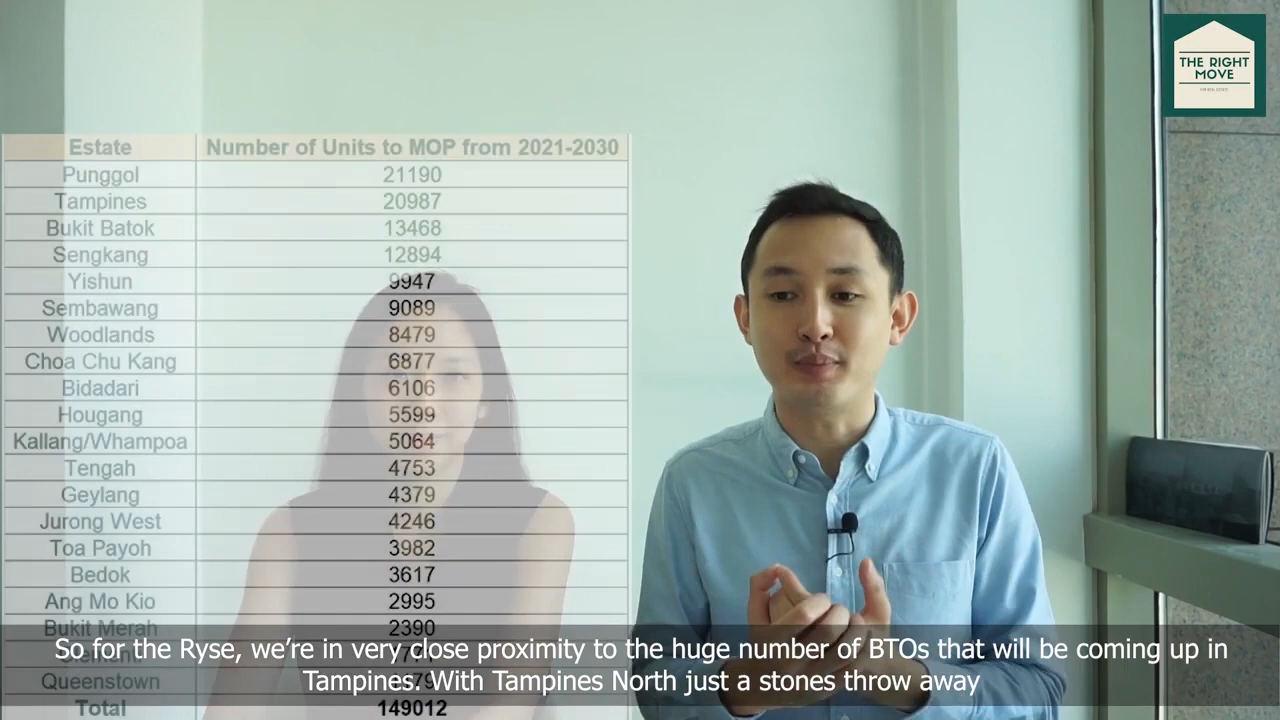 THE RIGHT
MOVE
FOR REAL ESTATE
Estate Number of Units to MOP from 2021-2030
Punggol 21190
Tampines 20987
Bukit Batok 13468
Sengkang 12894
Yishun 9947
Sembawang 9089
Woodlands 8479
Choa Chu Kang 6877
Bidadari 6106
Hougang 5599
Kallang/Whampoa 5064
Tengah 4753
Geylang 4379
Jurong West 4246
Toa Payoh 3982
Bedok 3617
Ang Mo Kio 2995
Bukit Merah 2390
Clementi
Queenstown
Total 149012
So for the Ryse, we’re in very close proximity to the huge number of BTOs that will be coming up in
Tampines. With Tampines North just a stones throw away